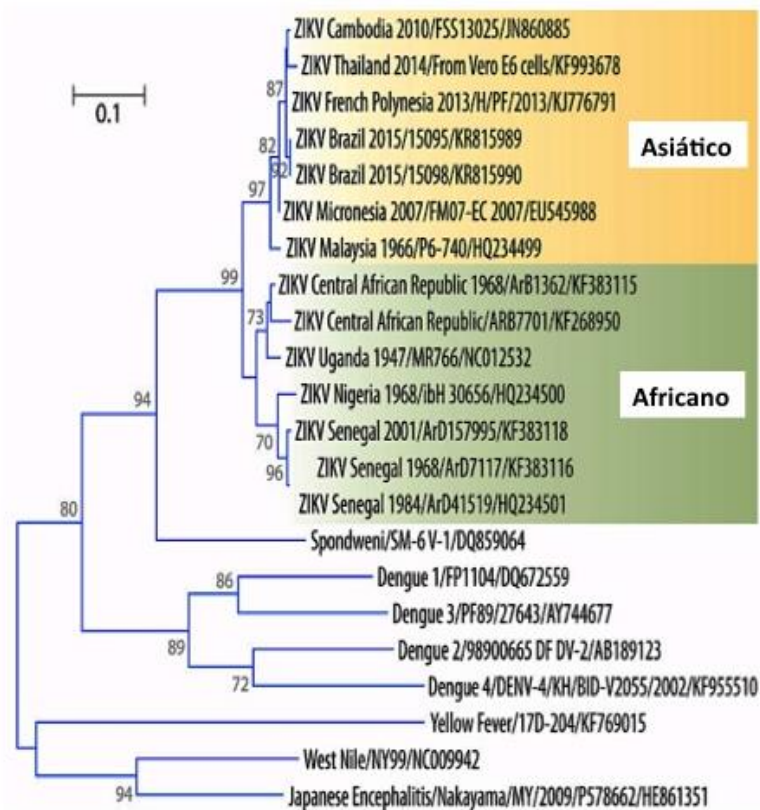 ZIKV Cambodia 2010/FSS13025/JN860885
ZIKV Thailand 2014/From Vero E6 cells/KF993678
87
ZIKV French Polynesia 2013/H/PF/2013/KJ776791
0.1
ZIKV Brazil 2015/15095/KR815989
Asiático
82
92
ZIKV Brazil 2015/15098/KR815990
97
ZIKV Micronesia 2007/FM07-EC 2007/EU545988
ZIKV Malaysia 1966/P6-740/HQ234499
99
ZIKV Central African Republic 1968/ArB1362/KF383115
73
ZIKV Central African Republic/ARB7701/KF268950
ZIKV Uganda 1947/MR766/NC012532
94
ZIKV Nigeria 1968/ibH 30656/HQ234500
Africano
70
ZIKV Senegal 2001/ArD157995/KF383118
96
ZIKV Senegal 1968/ArD7117/KF383116
80
ZIKV Senegal 1984/ArD41519/HQ234501
Spondweni/SM-6 V-1/DQ859064
86
Dengue 1/FP1104/DQ672559
Dengue 3/PF89/27643/AY744677
89
Dengue 2/98900665 DF DV-2/AB189123
72
Dengue 4/DENV-4/KH/BID-V2055/2002/KF955510
Yellow Fever/17D-204/KF769015
West Nile/NY99/NC009942
94
Japanese Encephalitis/Nakayama/MY/2009/P578662/HE861351